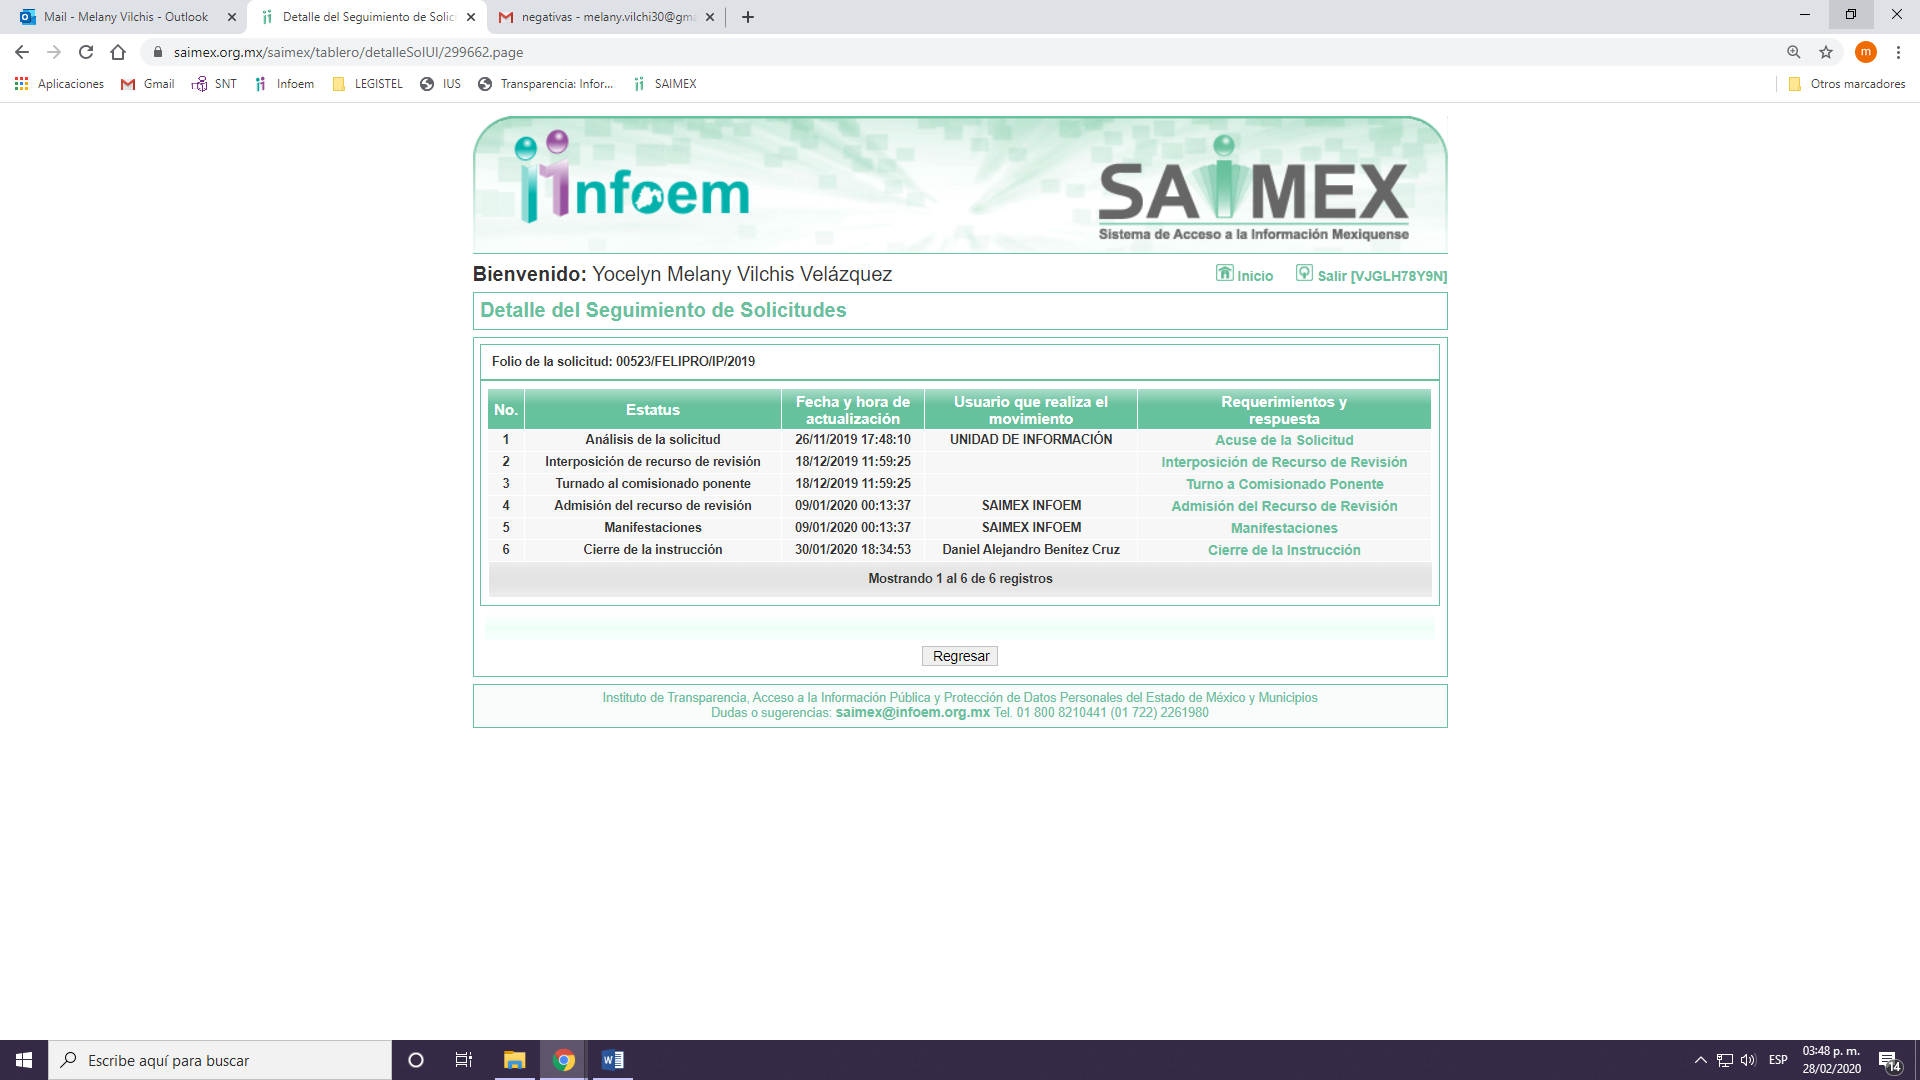 Mail - Melany Vilchis - Outlook
Detalle del Seguimiento de Solici
negativas - melany.vilchi30@gma
saimex.org.mx/saimex/tablero/detalleSolUI/299662.page
m
Aplicaciones
Gmail
SNT
Infoem
LEGISTEL
IUS
Transparencia: Infor...
SAIMEX
Otros marcadores
infoem
SAIMEX
Sistema de Acceso a la Información Mexiquense
Bienvenido: Yocelyn Melany Vilchis Velázquez
Inicio
Salir [VJGLH78Y9N]
Detalle del Seguimiento de Solicitudes
Folio de la solicitud: 00523/FELIPRO/IP/2019
No. Estatus Fecha y hora de actualización Usuario que realiza el movimiento Requerimientos y respuesta
1 Análisis de la solicitud 26/11/2019 17:48:10 UNIDAD DE INFORMACIÓN Acuse de la Solicitud
2 Interposición de recurso de revisión 18/12/2019 11:59:25 Interposición de Recurso de Revisión
3 Turnado al comisionado ponente 18/12/2019 11:59:25 Turno a Comisionado Ponente
4 Admisión del recurso de revisión 09/01/2020 00:13:37 SAIMEX INFOEM Admisión del Recurso de Revisión
5 Manifestaciones 09/01/2020 00:13:37 SAIMEX INFOEM Manifestaciones
6 Cierre de la instrucción 30/01/2020 18:34:53 Daniel Alejandro Benítez Cruz Cierre de la Instrucción
Mostrando 1 al 6 de 6 registros
Regresar
Instituto de Transparencia, Acceso a la Información Pública y Protección de Datos Personales del Estado de México y Municipios
Dudas o sugerencias: saimex@infoem.org.mx Tel. 01 800 8210441 (01 722) 2261980
Escribe aquí para buscar
ESP
03:48 p. m.
28/02/2020
14